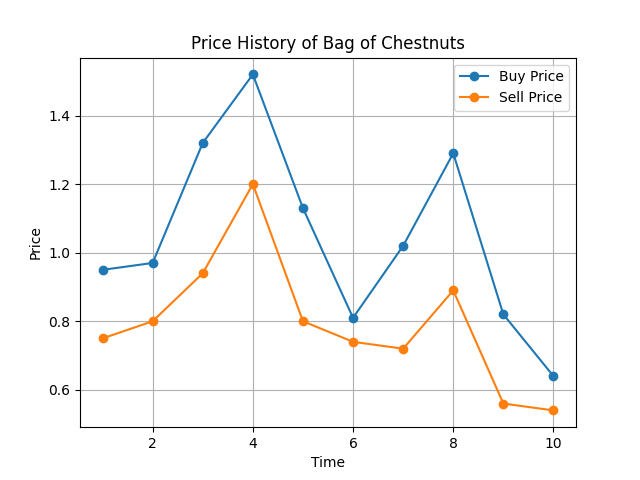 Price History of Bag of Chestnuts
Buy Price
Sell Price
1.4
1.2
1.0
0.8
0.6
Price
2 4 6 8 10
Time